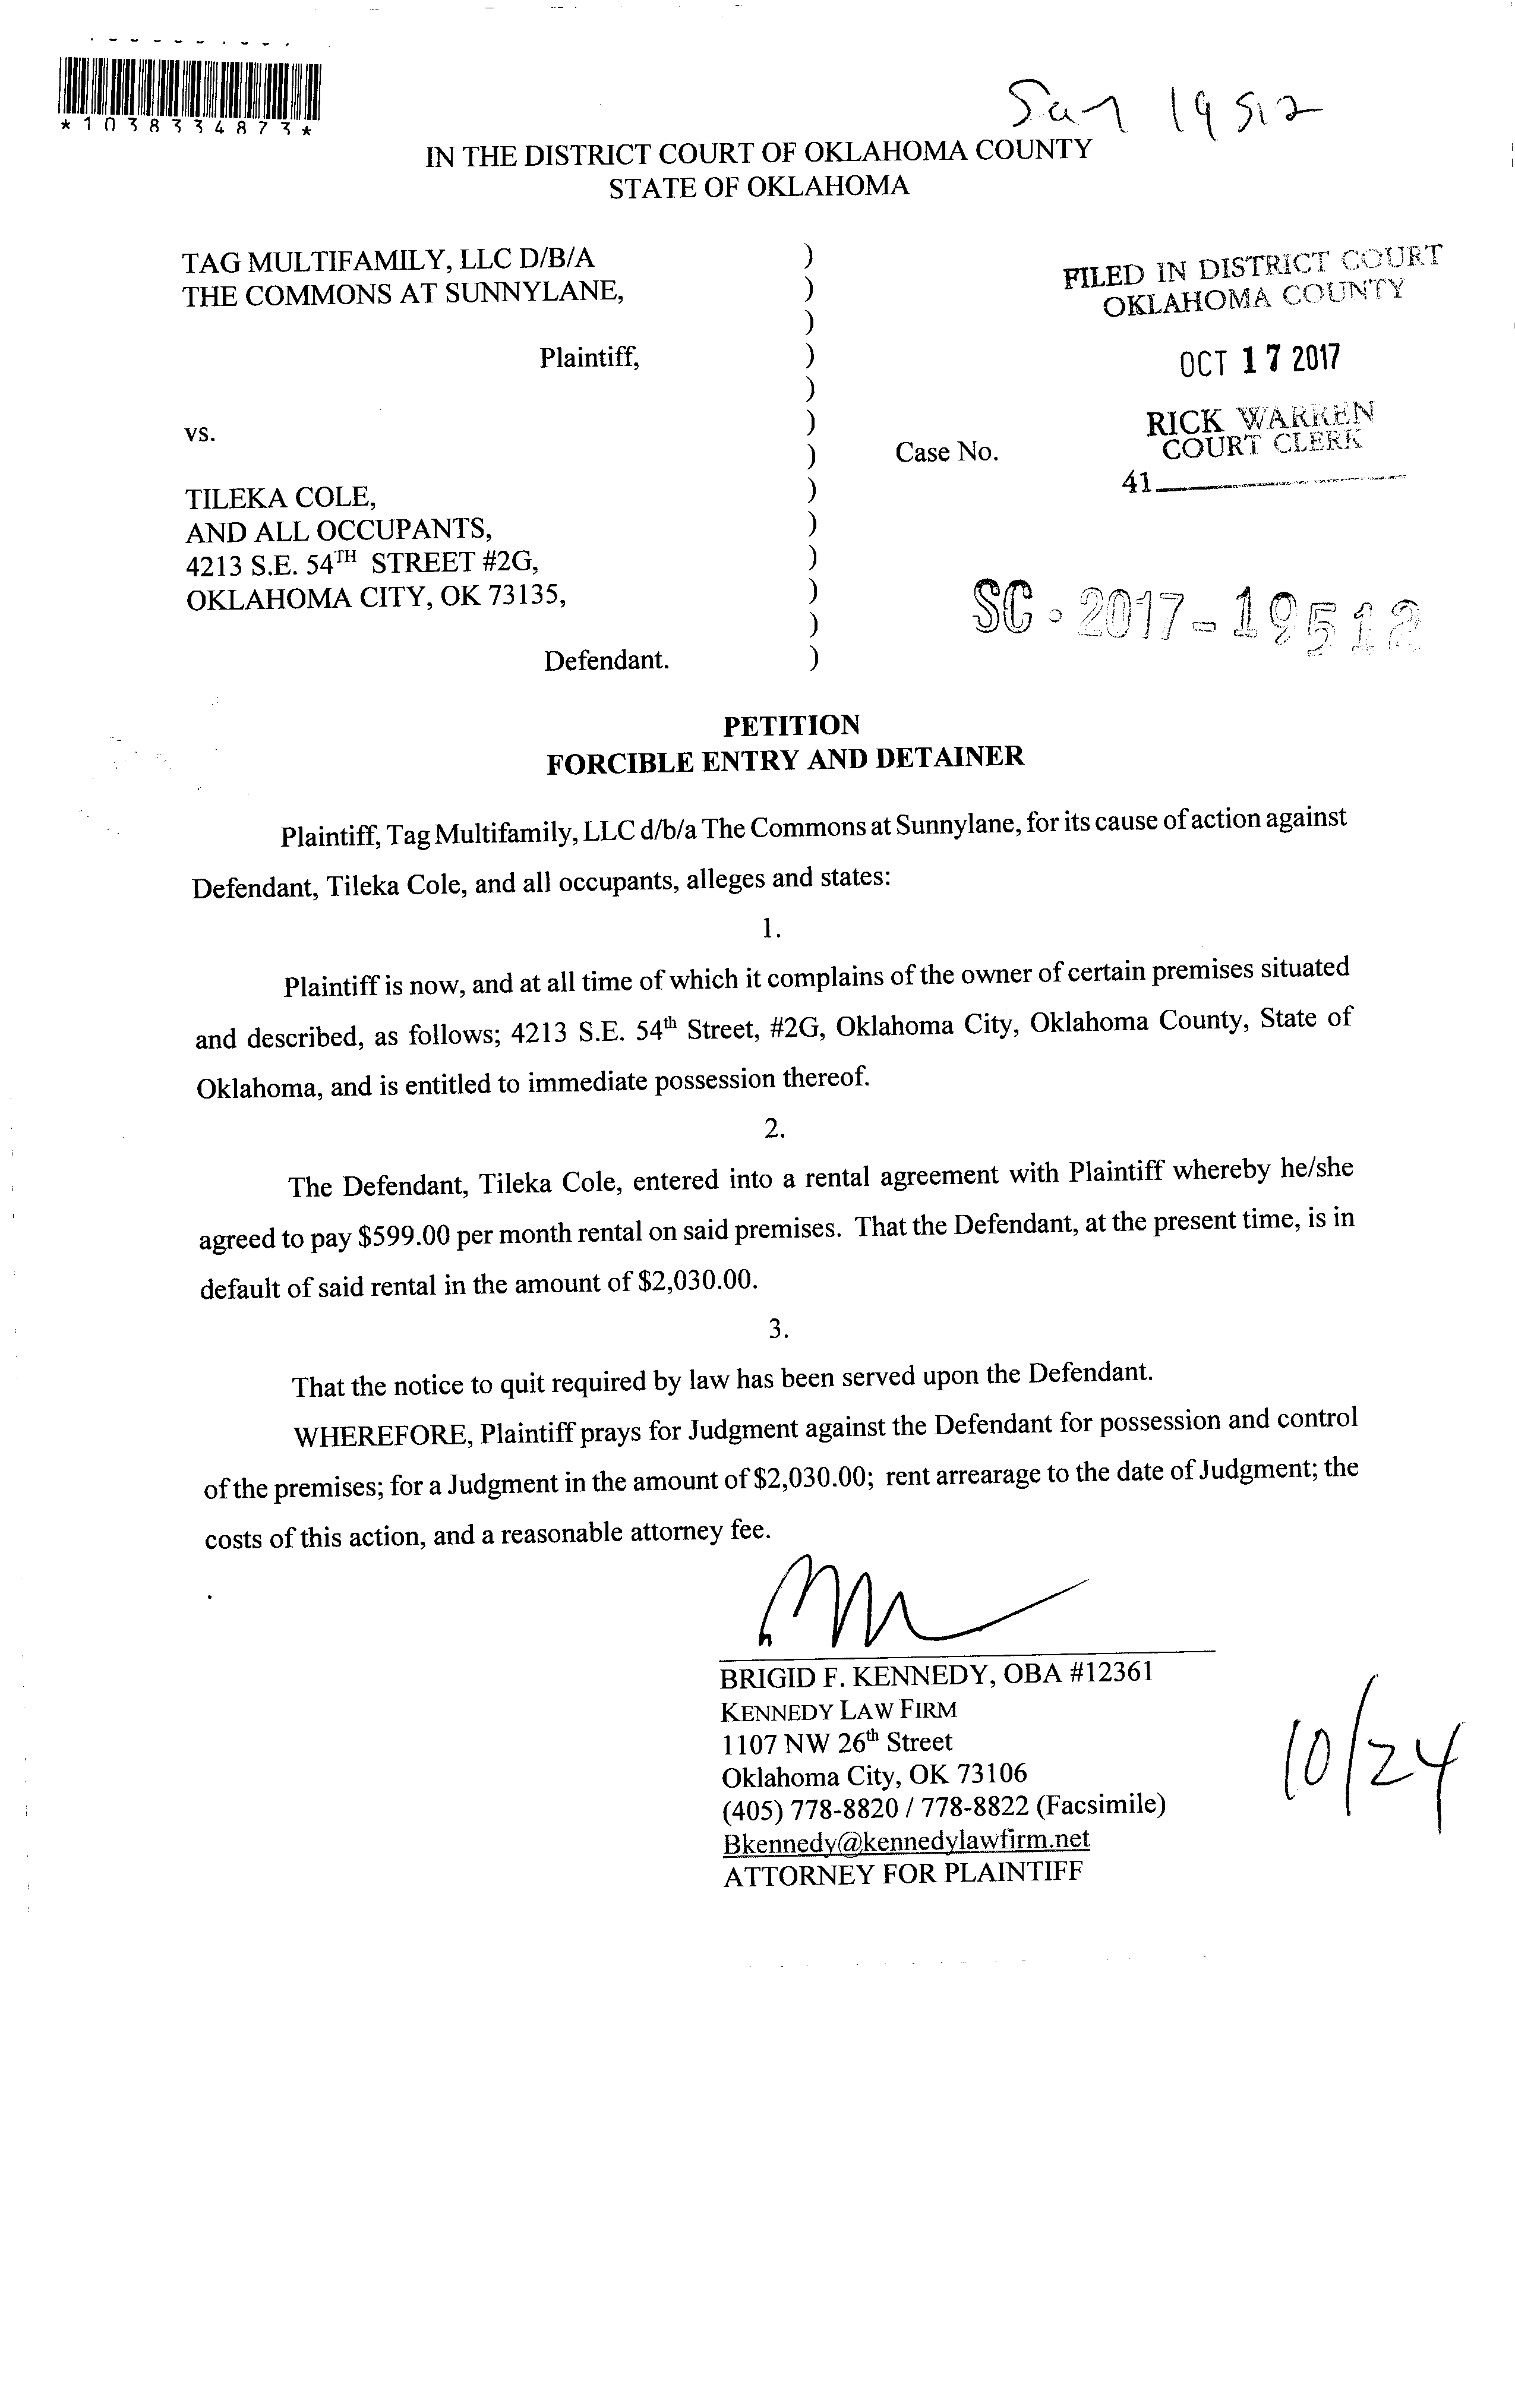 *1038334873*
19512
IN THE DISTRICT COURT OF OKLAHOMA COUNTY
STATE OF OKLAHOMA
TAG MULTIFAMILY, LLC D/B/A
THE COMMONS AT SUNNYLANE,
Plaintiff,
vs.
TILEKA COLE,
AND ALL OCCUPANTS,
4213 S.E. 54TH STREET #2G,
OKLAHOMA CITY, OK 73135,
Defendant.
)
)
)
)
)
)
)
)
)
)
)
)
)
Case No.
FILED IN DISTRICT COURT
OKLAHOMA COUNTY
OCT 17 2017
RICK WARREN
COURT CLERK
41
SC-2017-19512
PETITION
FORCIBLE ENTRY AND DETAINER
Plaintiff, Tag Multifamily, LLC d/b/a The Commons at Sunnylane, for its cause of action against
Defendant, Tileka Cole, and all occupants, alleges and states:
1.
Plaintiff is now, and at all time of which it complains of the owner of certain premises situated
and described, as follows; 4213 S.E. 54th Street, #2G, Oklahoma City, Oklahoma County, State of
Oklahoma, and is entitled to immediate possession thereof.
2.
The Defendant, Tileka Cole, entered into a rental agreement with Plaintiff whereby he/she
agreed to pay $599.00 per month rental on said premises. That the Defendant, at the present time, is in
default of said rental in the amount of $2,030.00.
3.
That the notice to quit required by law has been served upon the Defendant.
WHEREFORE, Plaintiff prays for Judgment against the Defendant for possession and control
of the premises; for a Judgment in the amount of $2,030.00; rent arrearage to the date of Judgment; the
costs of this action, and a reasonable attorney fee.
BRIGID F. KENNEDY, OBA #12361
KENNEDY LAW FIRM
1107 NW 26th Street
Oklahoma City, OK 73106
(405) 778-8820 / 778-8822 (Facsimile)
Bkennedy@kennedylawfirm.net
ATTORNEY FOR PLAINTIFF
10/24